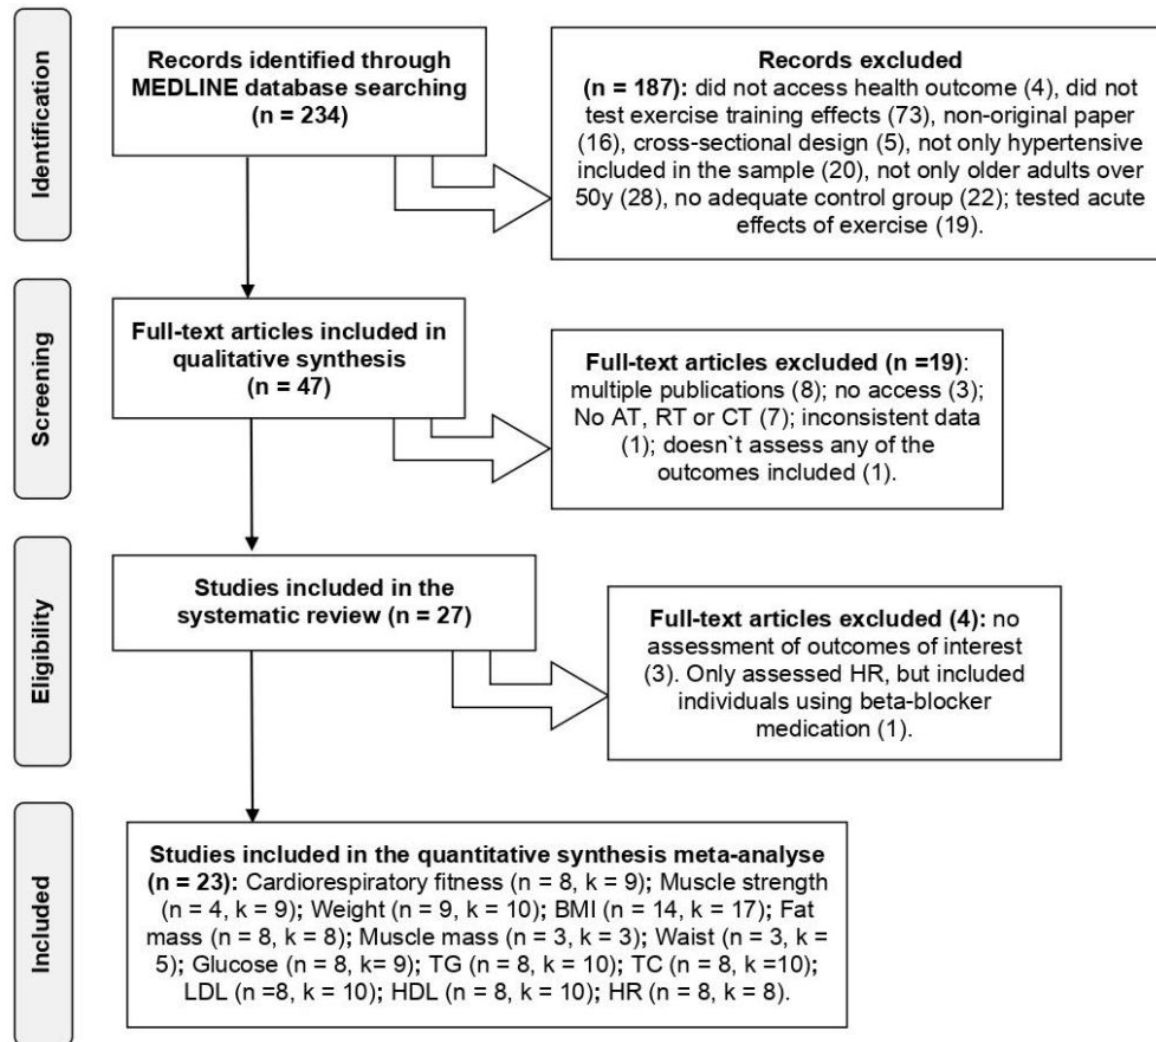 Identification
Records identified through
MEDLINE database searching
(n = 234)
Records excluded
(n = 187): did not access health outcome (4), did not
test exercise training effects (73), non-original paper
(16), cross-sectional design (5), not only hypertensive
included in the sample (20), not only older adults over
50y (28), no adequate control group (22); tested acute
effects of exercise (19).
Screening
Full-text articles included in
qualitative synthesis
(n = 47)
Full-text articles excluded (n =19):
multiple publications (8); no access (3);
No AT, RT or CT (7); inconsistent data
(1); doesn`t assess any of the
outcomes included (1).
Eligibility
Studies included in the
systematic review (n = 27)
Full-text articles excluded (4): no
assessment of outcomes of interest
(3). Only assessed HR, but included
individuals using beta-blocker
medication (1).
Included
Studies included in the quantitative synthesis meta-analyse
(n = 23): Cardiorespiratory fitness (n = 8, k = 9); Muscle strength
(n = 4, k = 9); Weight (n = 9, k = 10); BMI (n = 14, k = 17); Fat
mass (n = 8, k = 8); Muscle mass (n = 3, k = 3); Waist (n = 3, k =
5); Glucose (n = 8, k= 9); TG (n = 8, k = 10); TC (n = 8, k =10);
LDL (n =8, k = 10); HDL (n = 8, k = 10); HR (n = 8, k = 8).